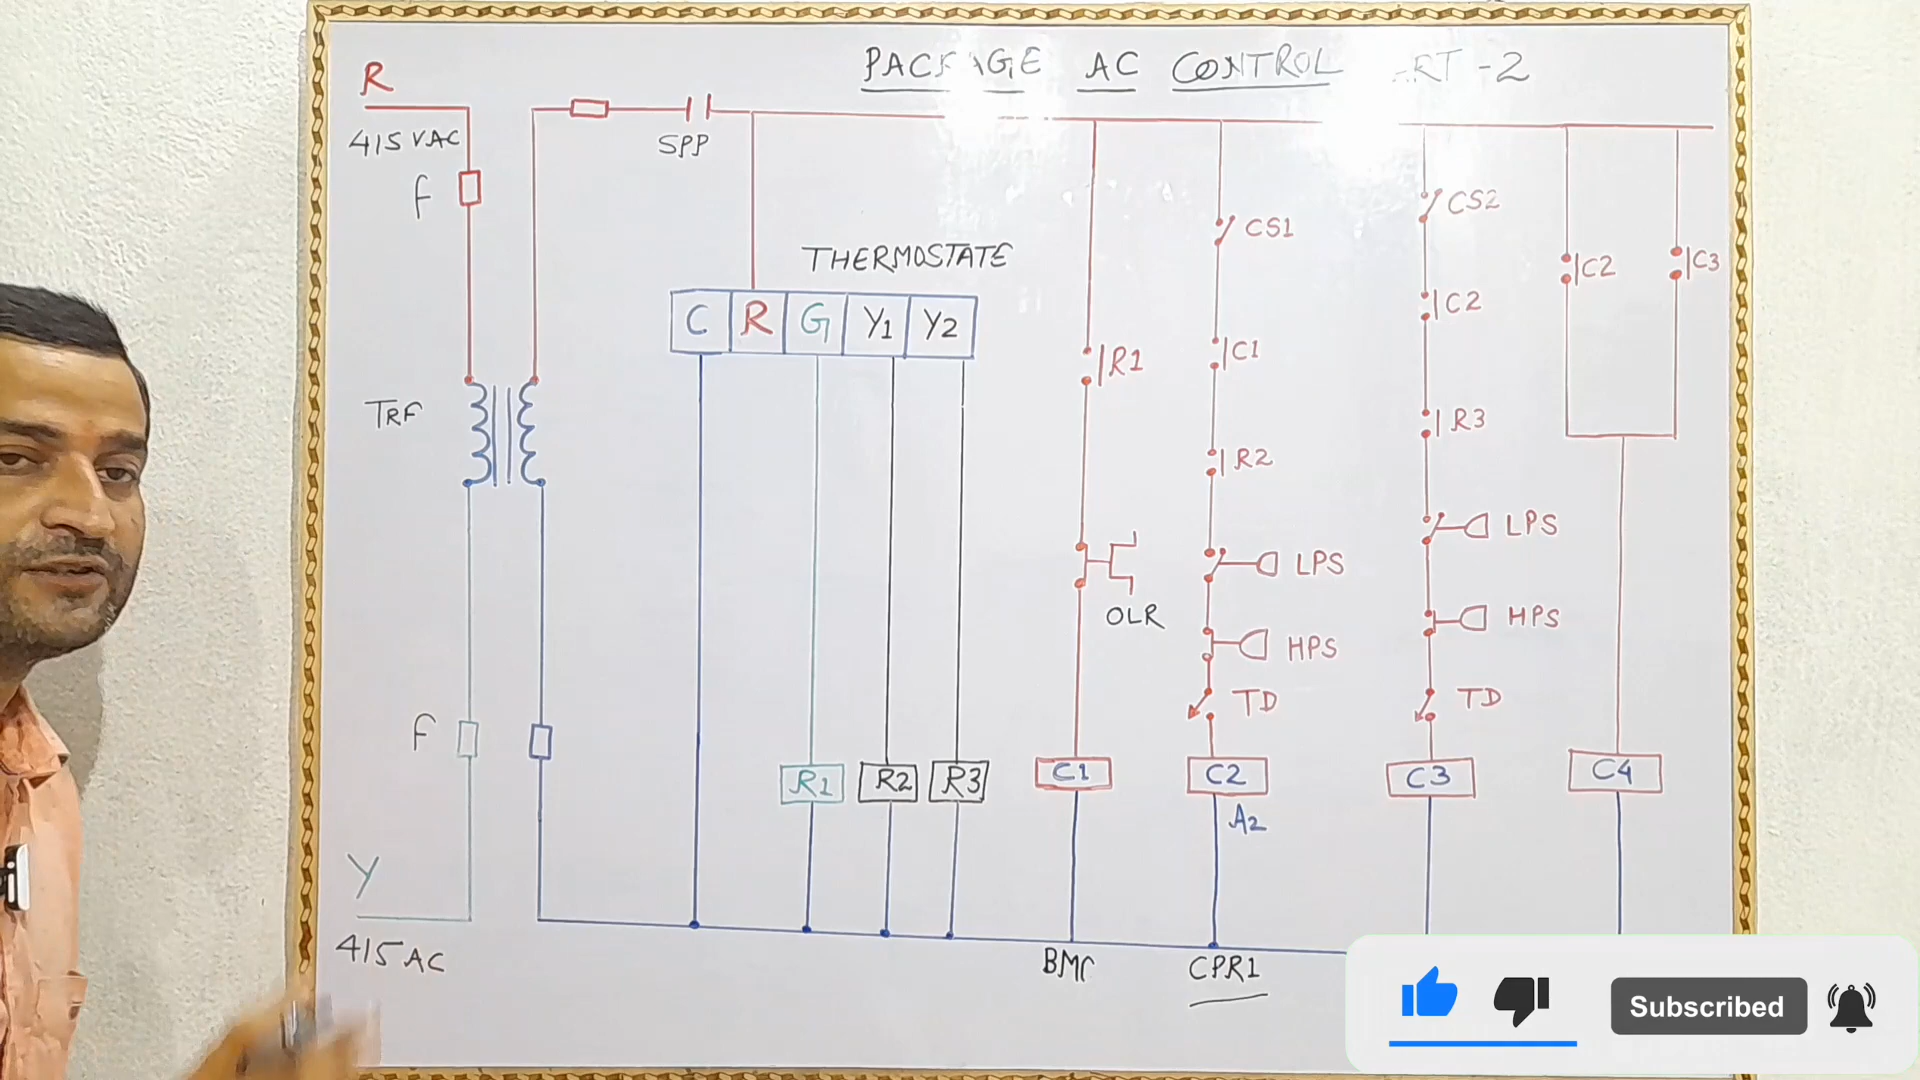 PACKAGE AC CONTROL -2
R
415 VAC
F
SPP
CS1
CS2
THERMOSTATE
C2
C3
C R G Y1 Y2
C2
R1
C1
TRF
R3
R2
LPS
LPS
OLR
HPS
HPS
TD
TD
F
R1 R2 R3 C1 C2 C3 C4
A2
Y
415 AC
CPR1
Subscribed